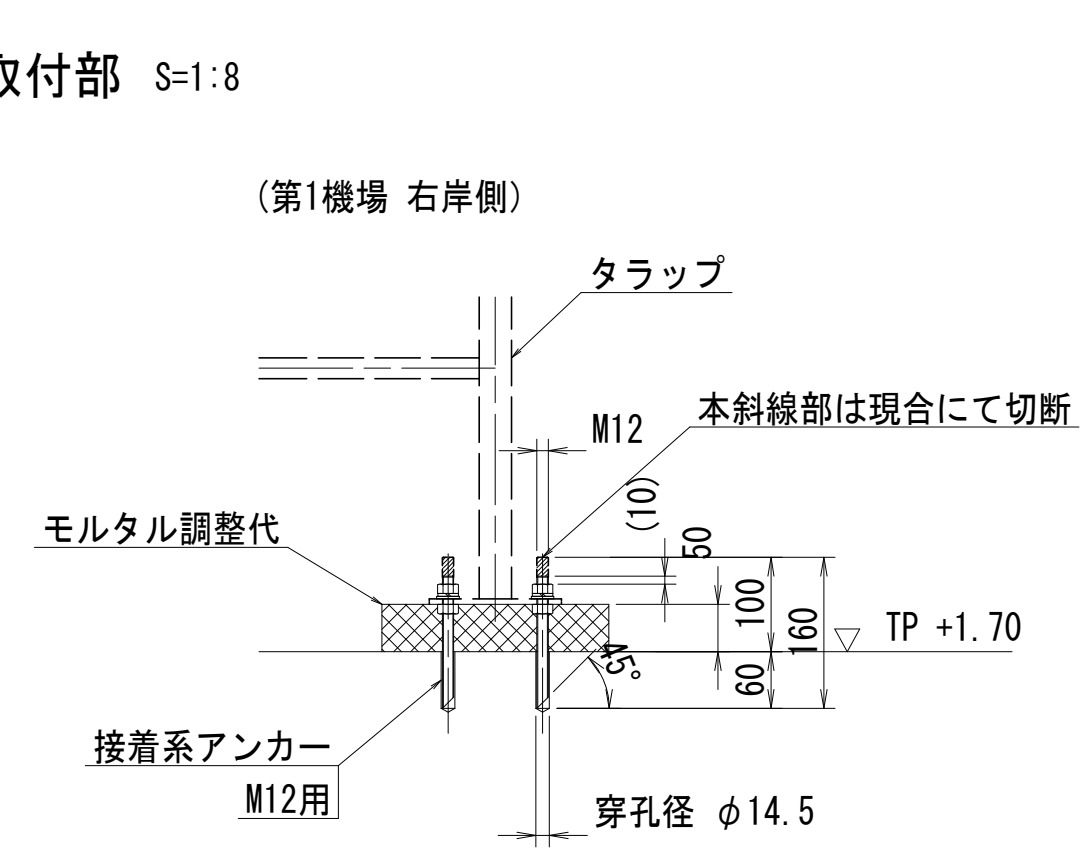 取付部 S=1:8
(第1機場 右岸側)
タラップ
本斜線部は現合にて切断
M12
(10)
モルタル調整代
50
100
160
TP +1.70
60
45°
接着系アンカー
M12用
穿孔径 φ14.5